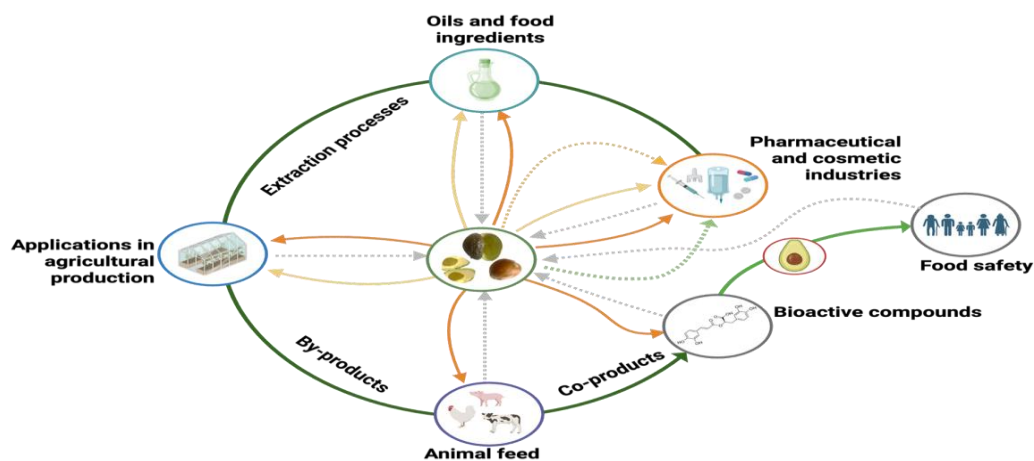 Oils and food
ingredients
Extraction processes
Pharmaceutical
and cosmetic
industries
Applications in
agricultural
production
Food safety
Bioactive compounds
By-products
Co-products
Animal feed